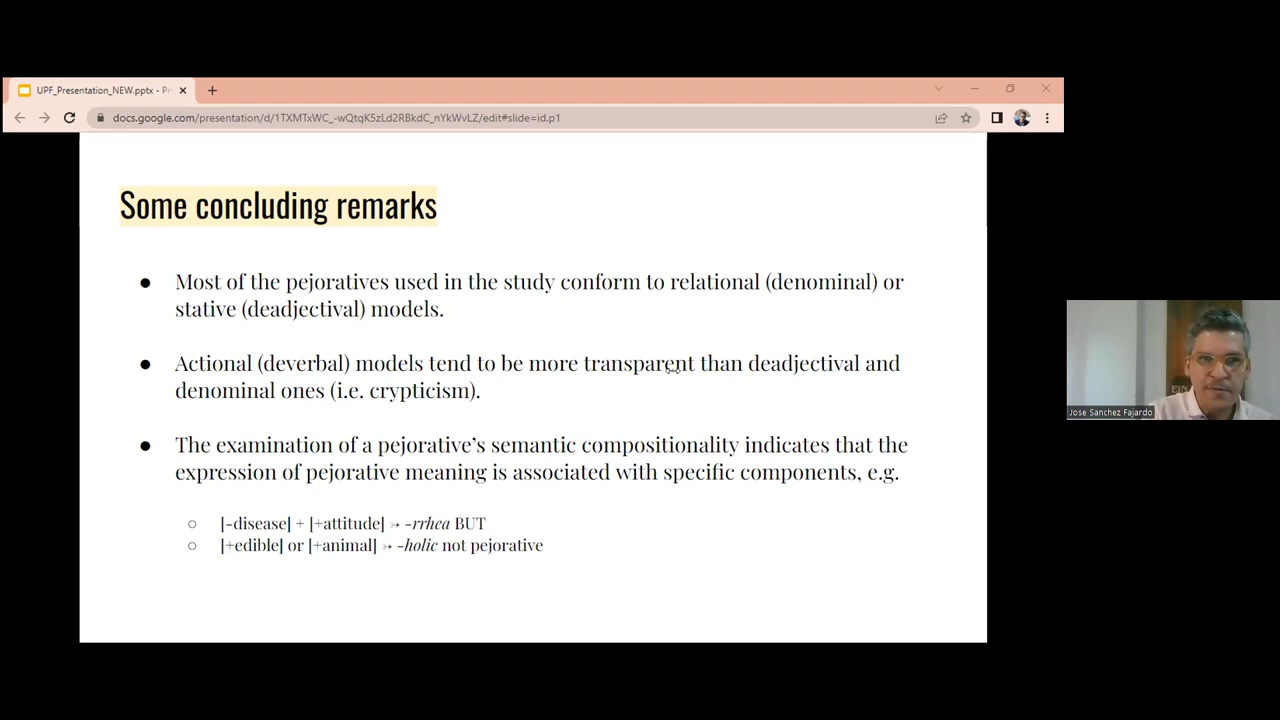 UPF_Presentation_NEW.pptx - Pr
docs.google.com/presentation/d/1TXMTxWC_-wQtqK5zLd2RBkdC_nYkWvLZ/edit#slide=id.p1
Some concluding remarks
● Most of the pejoratives used in the study conform to relational (denominal) or
stative (deadjectival) models.
● Actional (deverbal) models tend to be more transparent than deadjectival and
denominal ones (i.e. crypticism).
● The examination of a pejorative’s semantic compositionality indicates that the
expression of pejorative meaning is associated with specific components, e.g.
○ [-disease] + [+attitude] ➳ -rrhea BUT
○ [+edible] or [+animal] ➳ -holic not pejorative
EIN
Jose Sanchez Fajardo